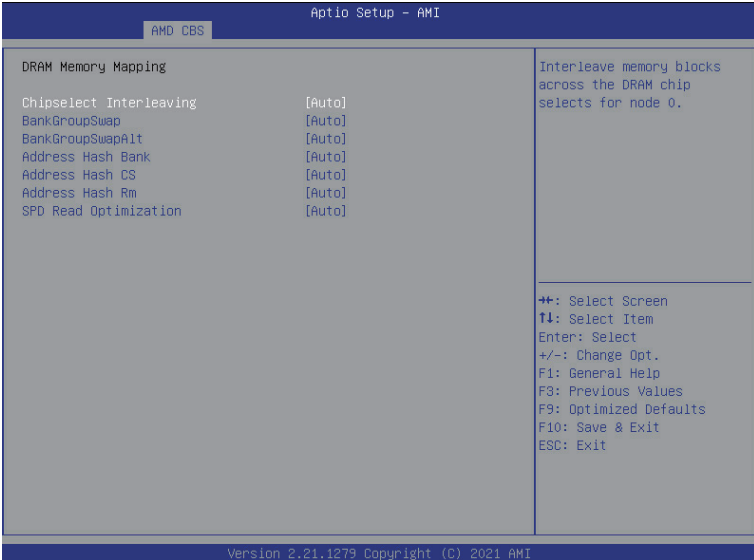 Aptio Setup – AMI
AMD CBS
DRAM Memory Mapping
Chipselect Interleaving [Auto]
BankGroupSwap [Auto]
BankGroupSwapAlt [Auto]
Address Hash Bank [Auto]
Address Hash CS [Auto]
Address Hash Rm [Auto]
SPD Read Optimization [Auto]
Interleave memory blocks
across the DRAM chip
selects for node 0.
→←: Select Screen
↑↓: Select Item
Enter: Select
+/-: Change Opt.
F1: General Help
F3: Previous Values
F9: Optimized Defaults
F10: Save & Exit
ESC: Exit
Version 2.21.1279 Copyright (C) 2021 AMI